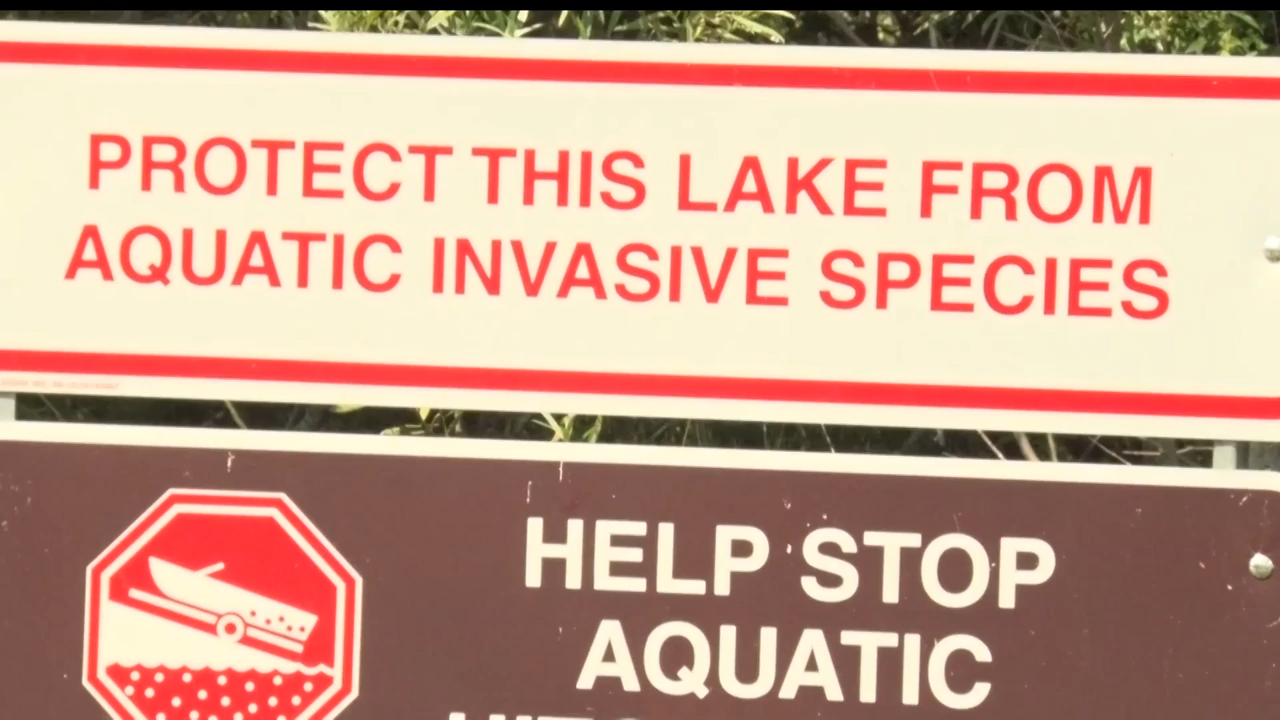 PROTECT THIS LAKE FROM
AQUATIC INVASIVE SPECIES
HELP STOP
AQUATIC